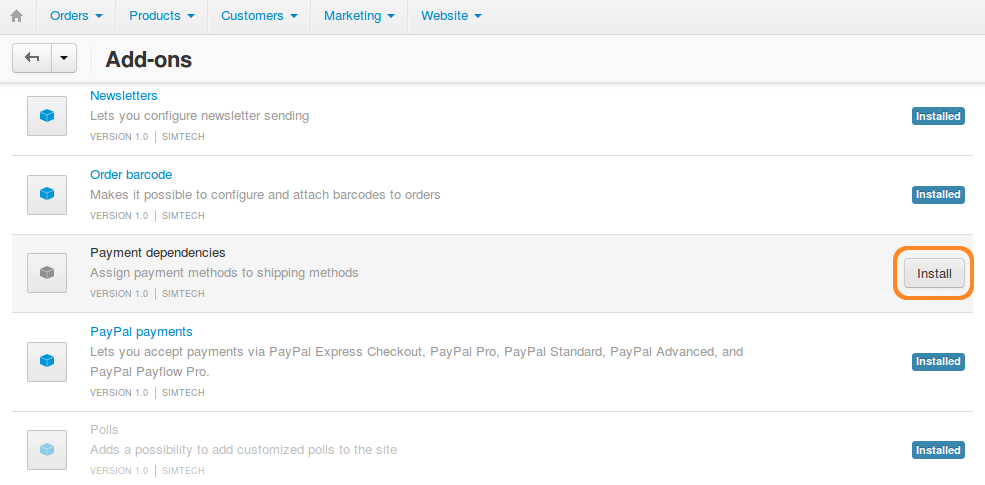 Orders Products Customers Marketing Website
Add-ons
Newsletters
Lets you configure newsletter sending
VERSION 1.0 | SIMTECH
Installed
Order barcode
Makes it possible to configure and attach barcodes to orders
VERSION 1.0 | SIMTECH
Installed
Payment dependencies
Assign payment methods to shipping methods
VERSION 1.0 | SIMTECH
Install
PayPal payments
Lets you accept payments via PayPal Express Checkout, PayPal Pro, PayPal Standard, PayPal Advanced, and
PayPal Payflow Pro.
VERSION 1.0 | SIMTECH
Installed
Polls
Adds a possibility to add customized polls to the site
VERSION 1.0 | SIMTECH
Installed